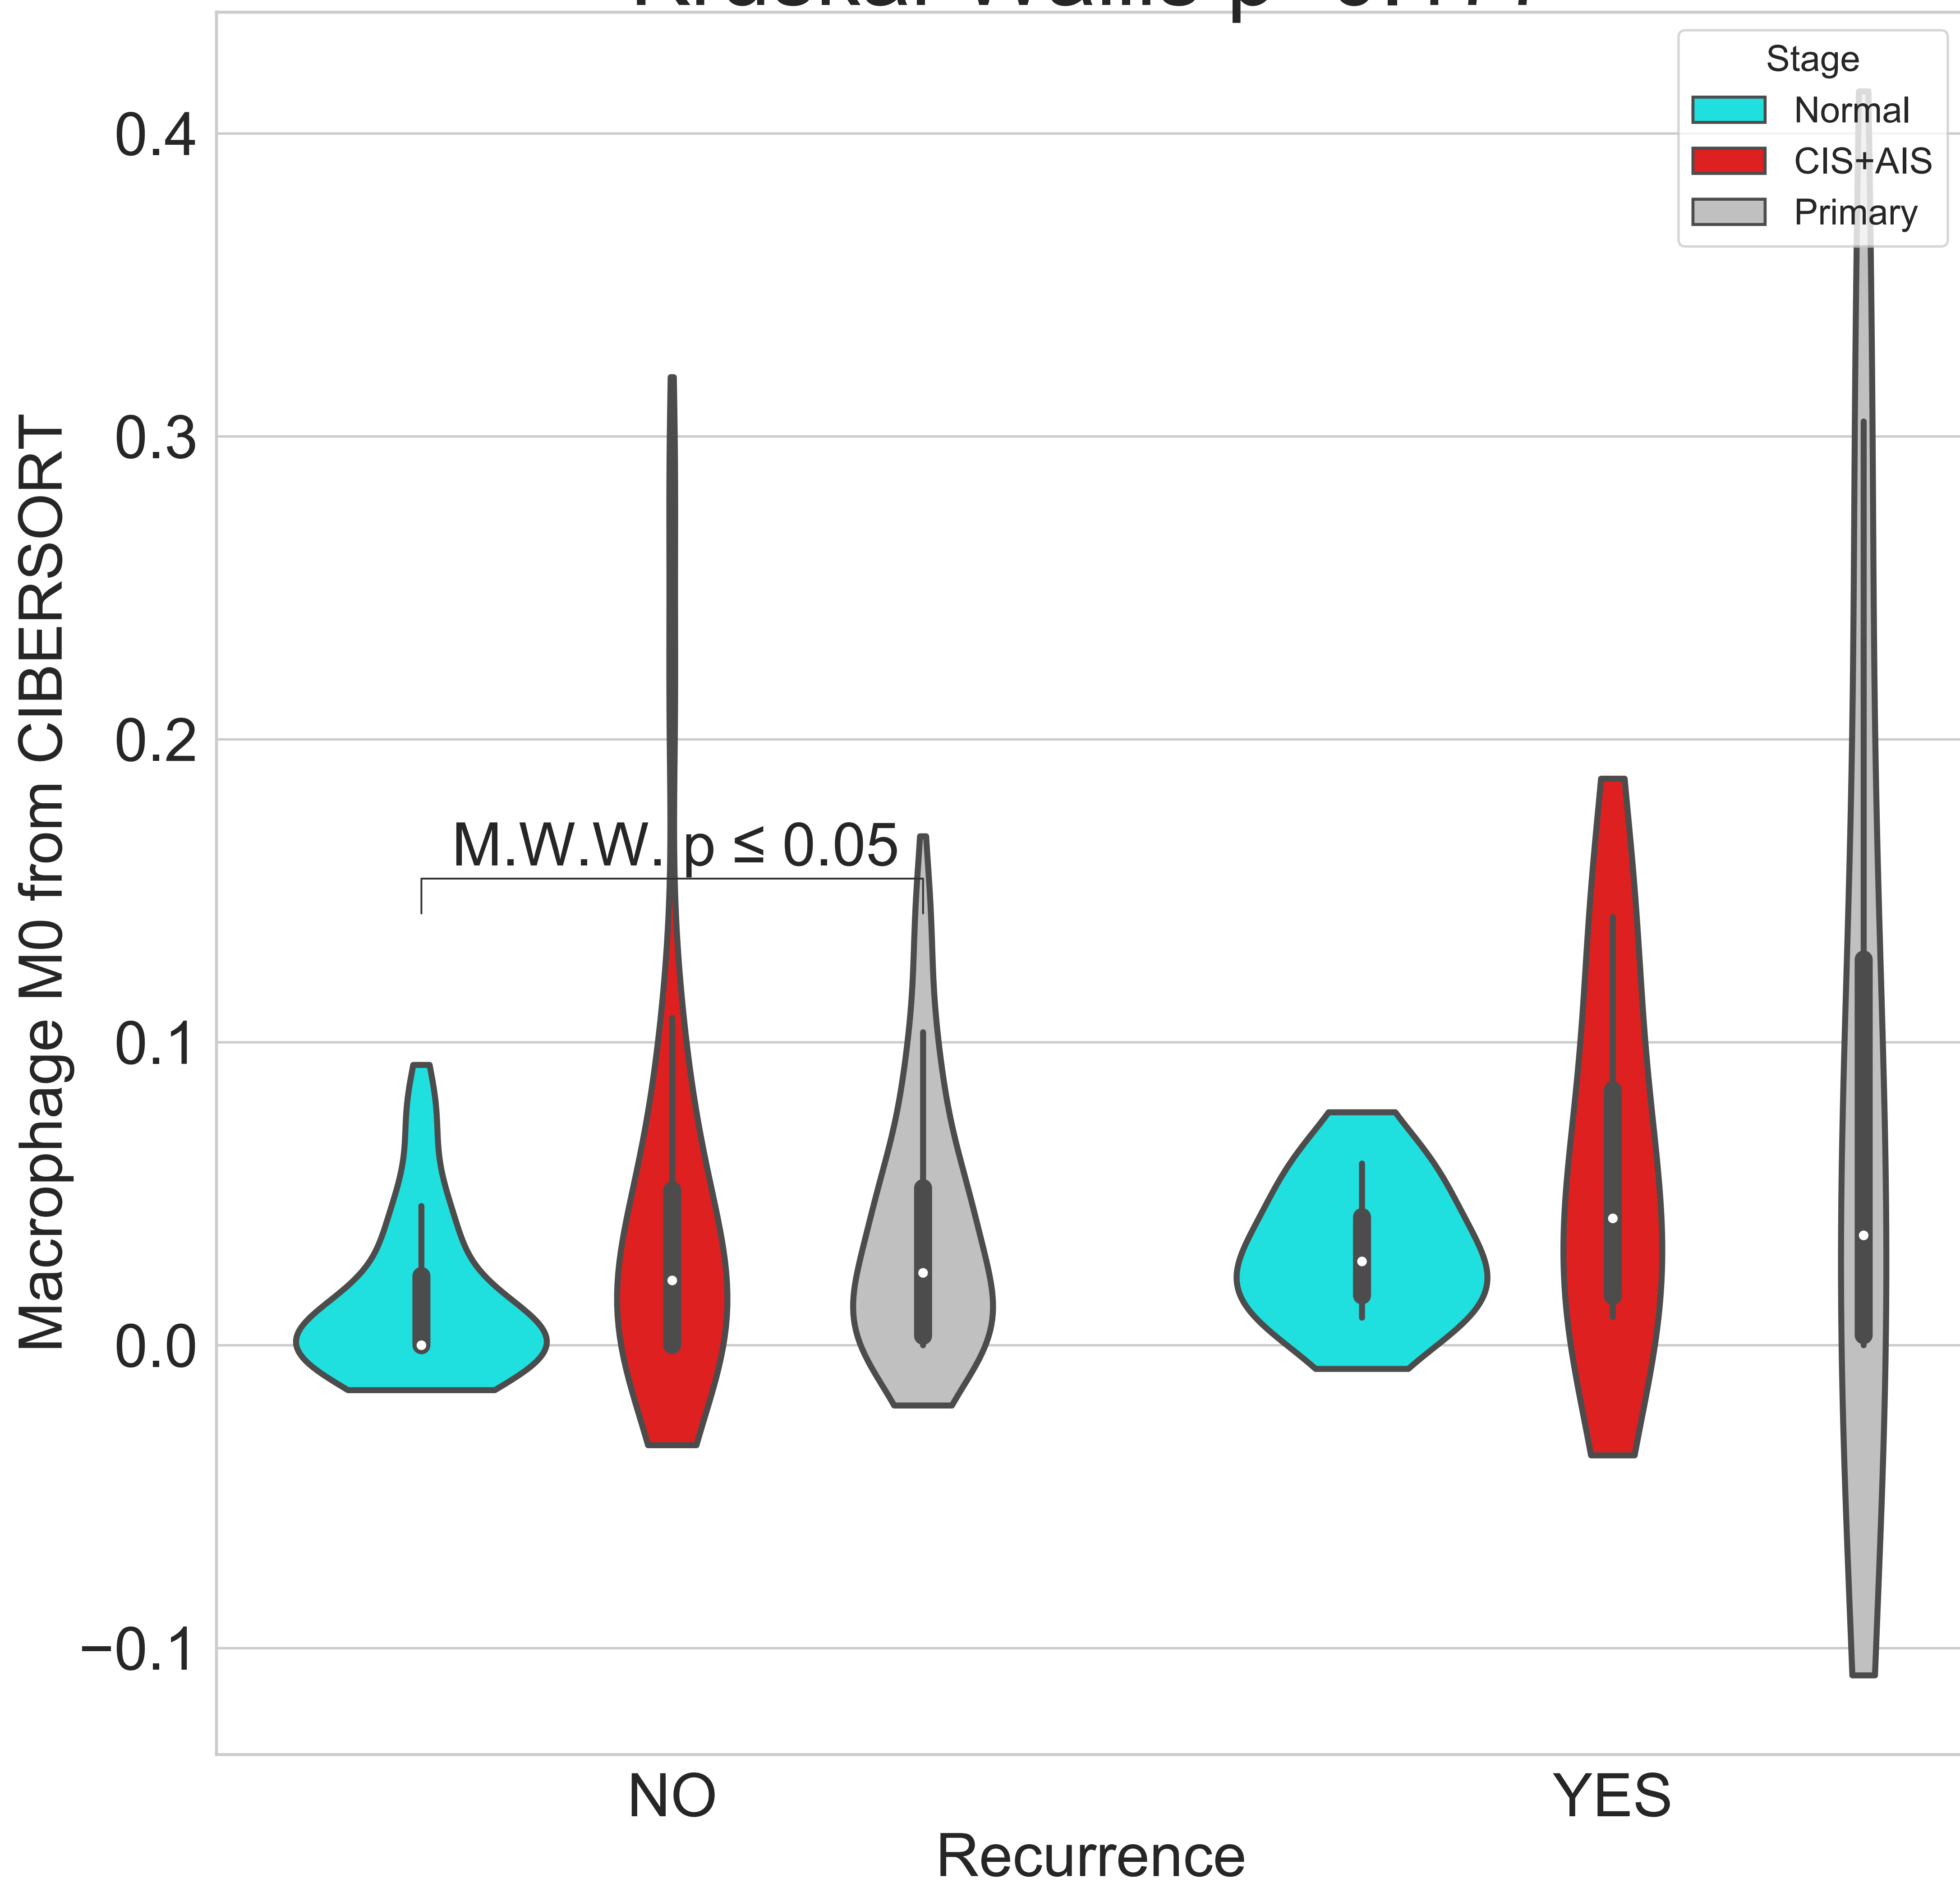 Stage
Normal
CIS+AIS
Primary
Macrophage M0 from CIBERSORT
0.4
0.3
0.2
0.1
0.0
−0.1
M.W.W. p ≤ 0.05
NO
YES
Recurrence